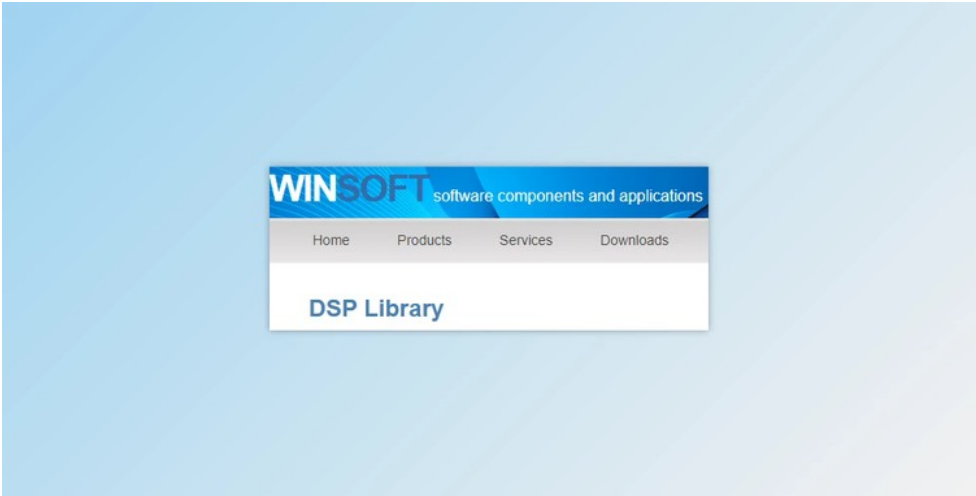 WINSOFT software components and applications
Home Products Services Downloads
DSP Library